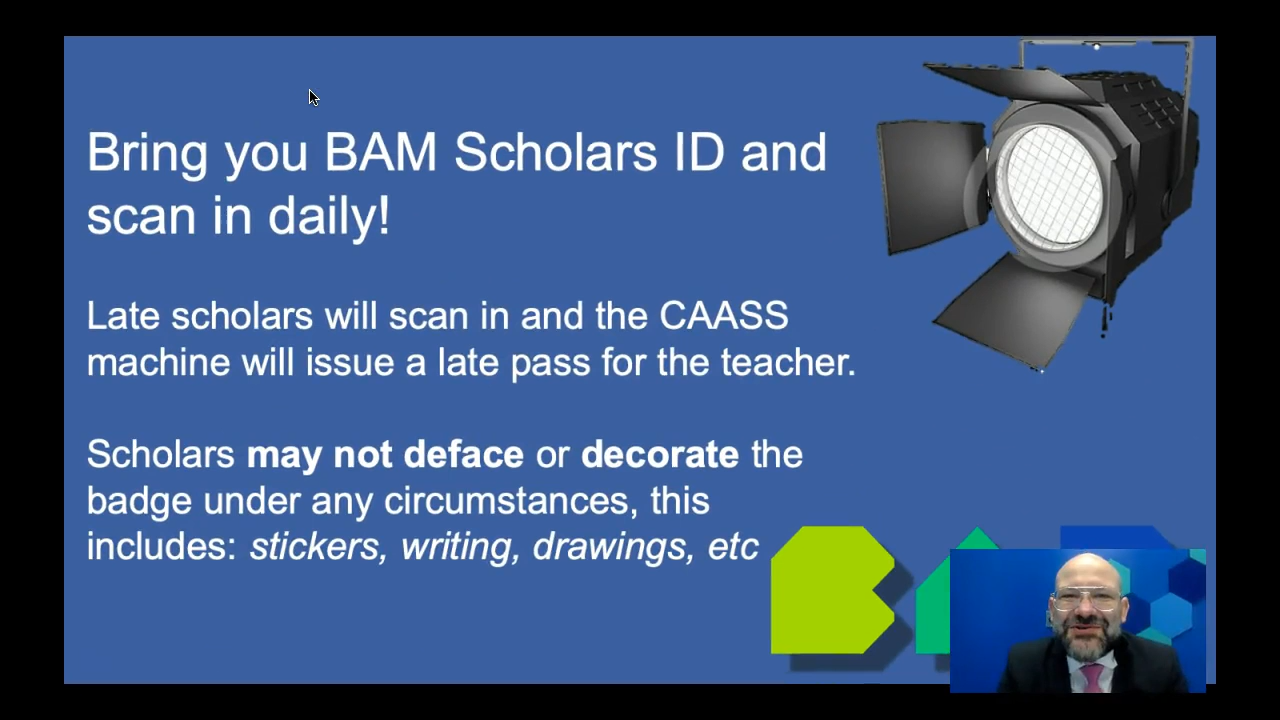 Bring you BAM Scholars ID and
scan in daily!
Late scholars will scan in and the CAASS
machine will issue a late pass for the teacher.
Scholars may not deface or decorate the
badge under any circumstances, this
includes: stickers, writing, drawings, etc